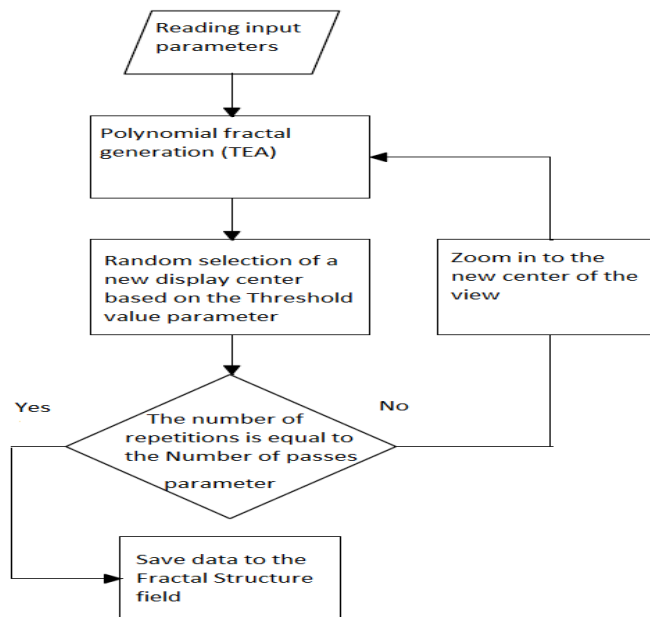 Reading input
parameters
Polynomial fractal
generation (TEA)
Random selection of a
new display center
based on the Threshold
value parameter
Zoom in to the
new center of the
view
Yes
No
The number of
repetitions is equal to
the Number of passes
parameter
Save data to the
Fractal Structure
field